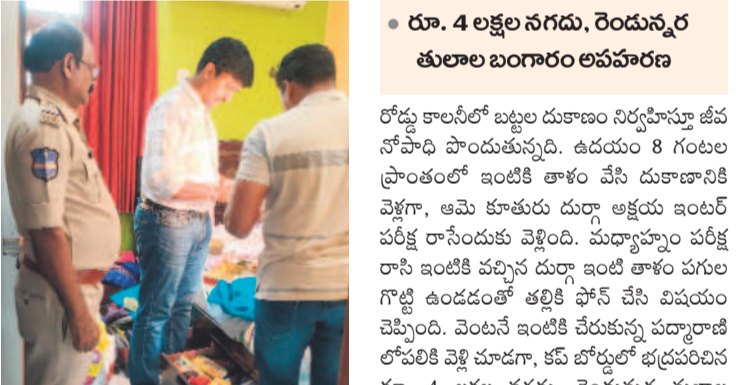 • రూ. 4 లక్షల నగదు, రెండున్నర
తులాల బంగారం అపహరణ
రోడ్డు కాలనీలో బట్టల దుకాణం నిర్వహిస్తూ జీవ
నోపాధి పొందుతున్నది. ఉదయం 8 గంటల
ప్రాంతంలో ఇంటికి తాళం వేసి దుకాణానికి
వెళ్లగా, ఆమె కూతురు దుర్గా అక్షయ ఇంటర్
పరీక్ష రాసేందుకు వెళ్లింది. మధ్యాహ్నం పరీక్ష
రాసి ఇంటికి వచ్చిన దుర్గా ఇంటి తాళం పగుల
గొట్టి ఉండడంతో తల్లికి ఫోన్ చేసి విషయం
చెప్పింది. వెంటనే ఇంటికి చేరుకున్న పద్మారాణి
లోపలికి వెళ్లి చూడగా, కప్ బోర్డులో భద్రపరిచిన